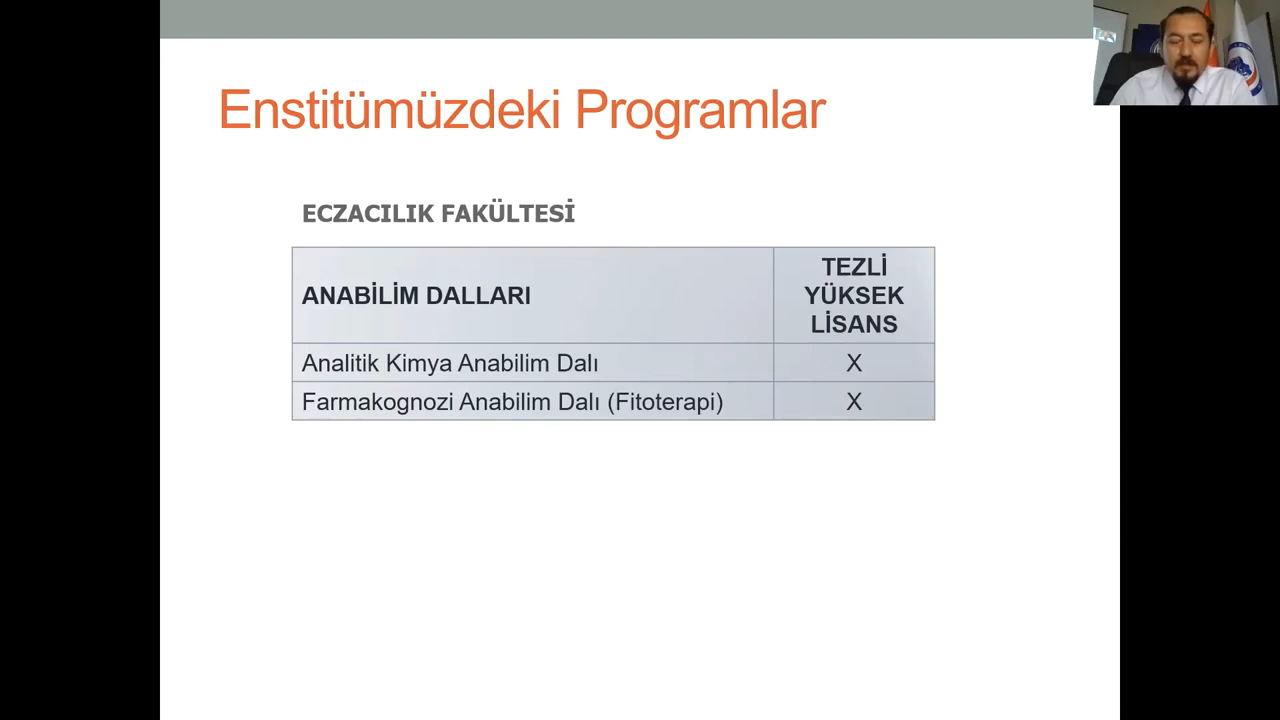 Enstitümüzdeki Programlar
ECZACILIK FAKÜLTESİ
ANABİLİM DALLARI
TEZLİ
YÜKSEK
LİSANS
Analitik Kimya Anabilim Dalı X
Farmakognozi Anabilim Dalı (Fitoterapi) X